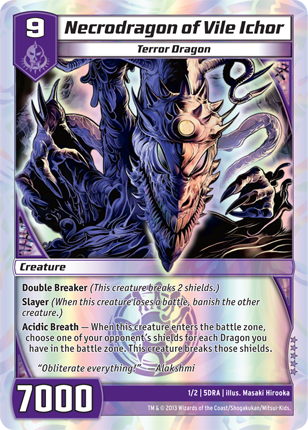 9
Necrodragon of Vile Ichor
Terror Dragon
Creature
Double Breaker (This creature breaks 2 shields.)
Slayer (When this creature loses a battle, banish the other
creature.)
Acidic Breath — When this creature enters the battle zone,
choose one of your opponent's shields for each Dragon you
have in the battle zone. This creature breaks those shields.
"Obliterate everything!" —Alakshmi
7000
1/2 | 5DRA | illus. Masaki Hirooka
TM & © 2013 Wizards of the Coast/Shogakukan/Mitsui-Kids.